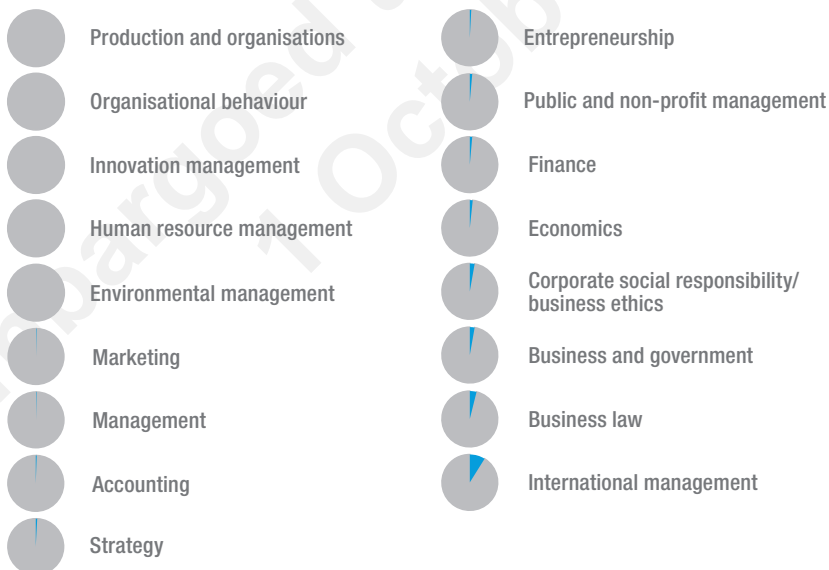 Production and organisations
Organisational behaviour
Innovation management
Human resource management
Environmental management
Marketing
Management
Accounting
Strategy
Entrepreneurship
Public and non-profit management
Finance
Economics
Corporate social responsibility/
business ethics
Business and government
Business law
International management